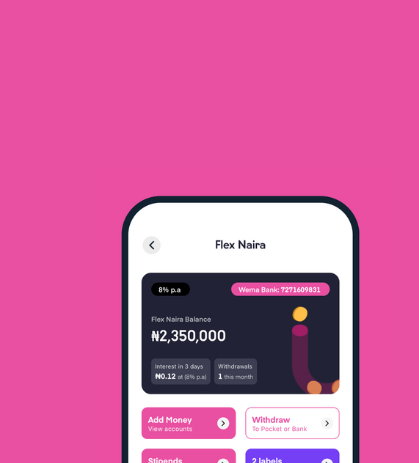 Flex Naira
8% p.a
Wema Bank: 7271609831
Flex Naira Balance
₦2,350,000
Interest in 3 days
₦0.12 at (8% p.a)
Withdrawals
1 this month
Add Money
View accounts
Withdraw
To Pocket or Bank
Stipends
2 labels